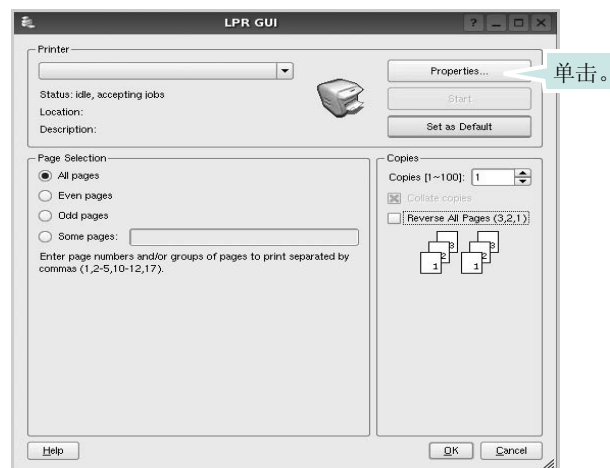 LPR GUI
Printer
Properties...
单击。
Status: idle, accepting jobs
Start
Location:
Description:
Set as Default
Page Selection
All pages
Even pages
Odd pages
Some pages:
Enter page numbers and/or groups of pages to print separated by
commas (1,2-5,10-12,17).
Copies
Copies [1~100]: 1
Collate copies
Reverse All Pages (3,2,1)
3 3
2 2
1 1
Help
OK
Cancel